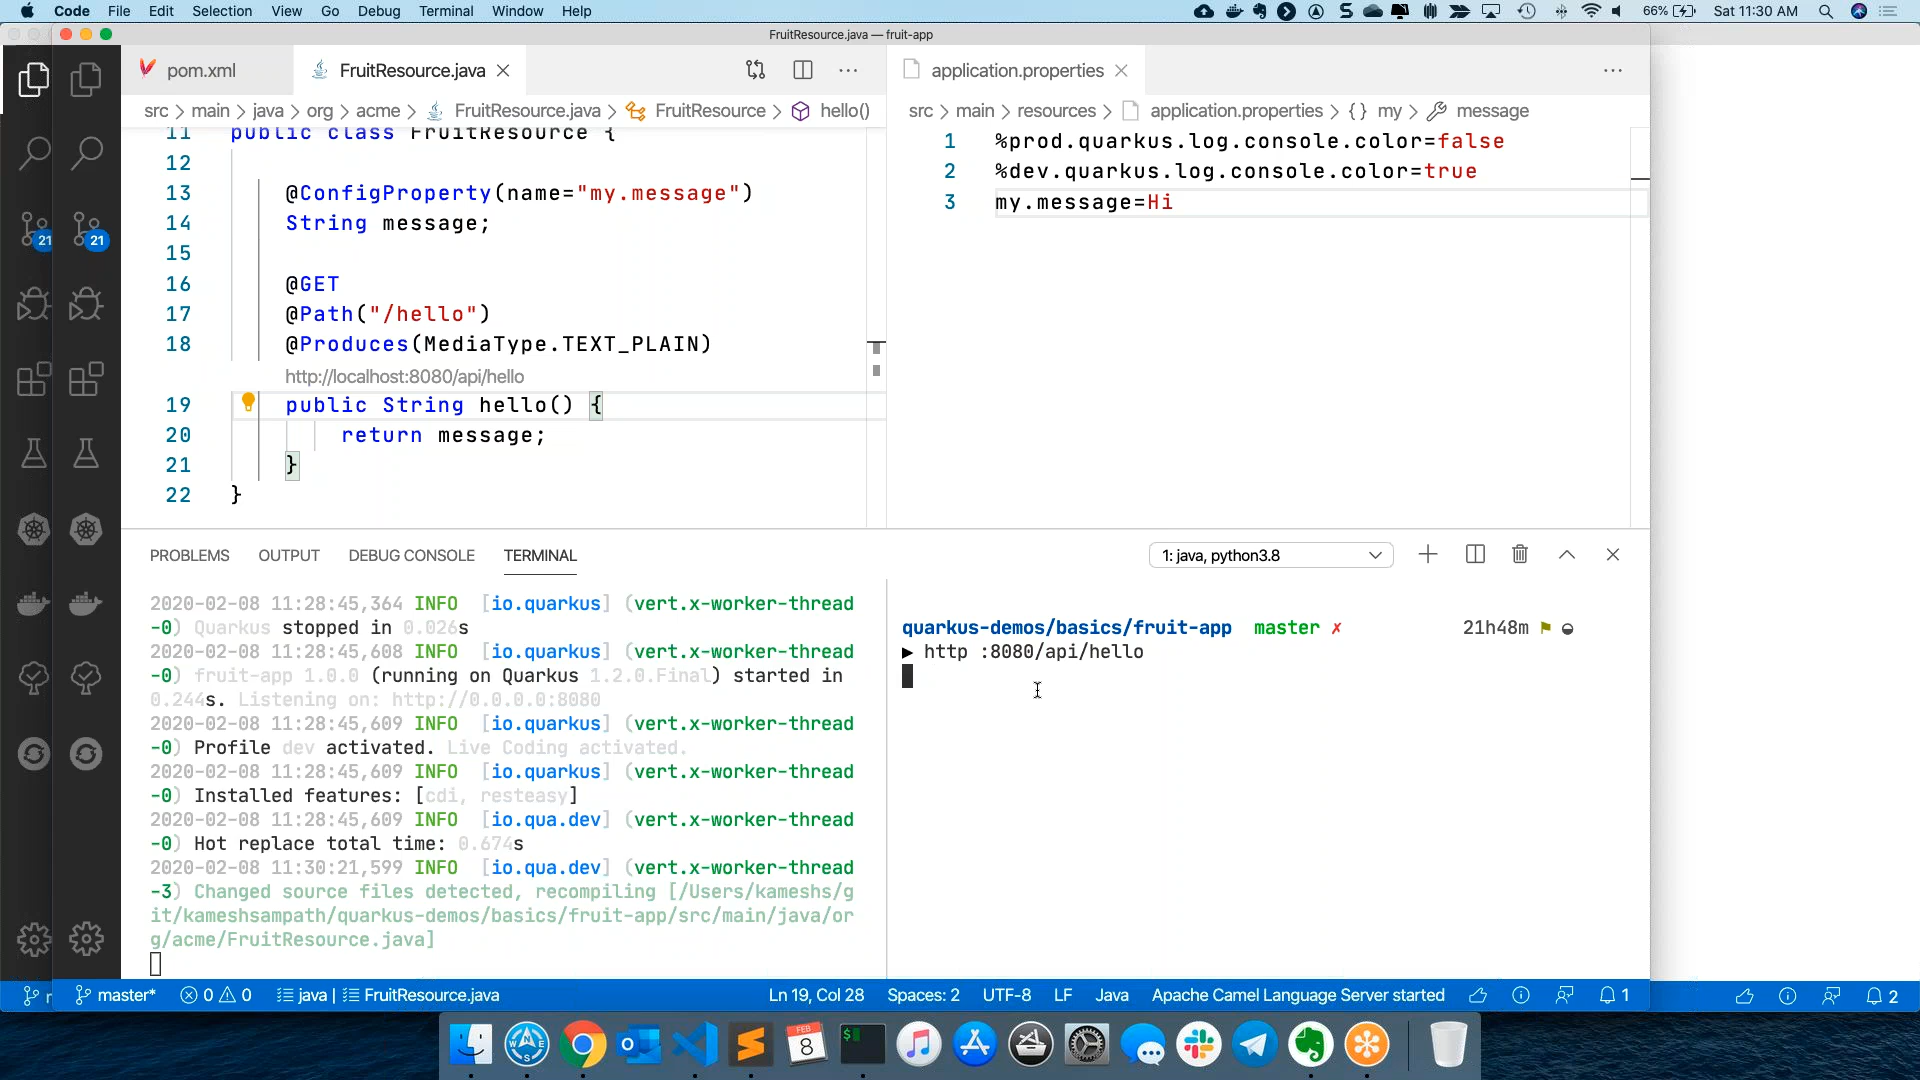 Code File Edit Selection View Go Debug Terminal Window Help 66% Sat 11:30 AM
FruitResource.java — fruit-app
pom.xml FruitResource.java application.properties
src > main > java > org > acme > FruitResource.java > FruitResource > hello()
src > main > resources > application.properties > {} my > message
11 public class FruitResource {
12
13 @ConfigProperty(name="my.message")
14 String message;
15
16 @GET
17 @Path("/hello")
18 @Produces(MediaType.TEXT_PLAIN)
http://localhost:8080/api/hello
19 public String hello() {
20 return message;
21 }
22 }
1 %prod.quarkus.log.console.color=false
2 %dev.quarkus.log.console.color=true
3 my.message=Hi
21
21
PROBLEMS OUTPUT DEBUG CONSOLE TERMINAL 1: java, python3.8
2020-02-08 11:28:45,364 INFO [io.quarkus] (vert.x-worker-thread
-0) Quarkus stopped in 0.026s
2020-02-08 11:28:45,608 INFO [io.quarkus] (vert.x-worker-thread
-0) fruit-app 1.0.0 (running on Quarkus 1.2.0.Final) started in
0.244s. Listening on: http://0.0.0.0:8080
2020-02-08 11:28:45,609 INFO [io.quarkus] (vert.x-worker-thread
-0) Profile dev activated. Live Coding activated.
2020-02-08 11:28:45,609 INFO [io.quarkus] (vert.x-worker-thread
-0) Installed features: [cdi, resteasy]
2020-02-08 11:28:45,609 INFO [io.qua.dev] (vert.x-worker-thread
-0) Hot replace total time: 0.674s
2020-02-08 11:30:21,599 INFO [io.qua.dev] (vert.x-worker-thread
-3) Changed source files detected, recompiling [/Users/kameshs/g
it/kameshsampath/quarkus-demos/basics/fruit-app/src/main/java/or
g/acme/FruitResource.java]
quarkus-demos/basics/fruit-app master ✗ 21h48m
▶ http :8080/api/hello
master* 0 0 java | FruitResource.java Ln 19, Col 28 Spaces: 2 UTF-8 LF Java Apache Camel Language Server started 1 2
FEB
8